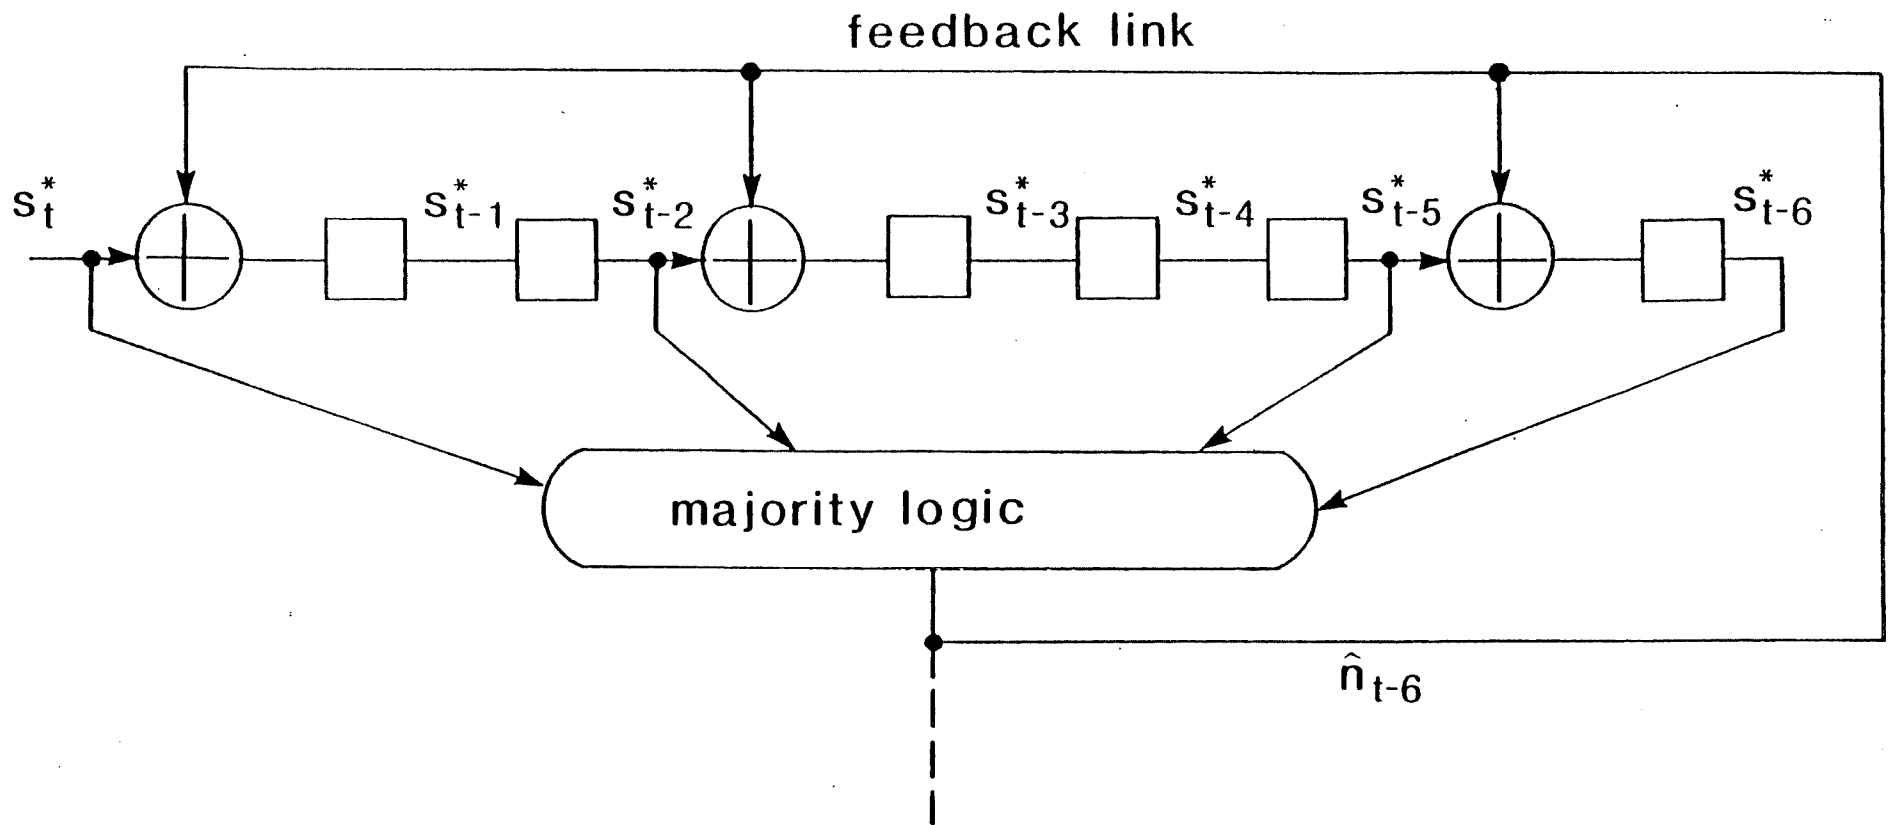 feedback link
s*t s*t-1 s*t-2 s*t-3 s*t-4 s*t-5 s*t-6
majority logic
n̂ t-6